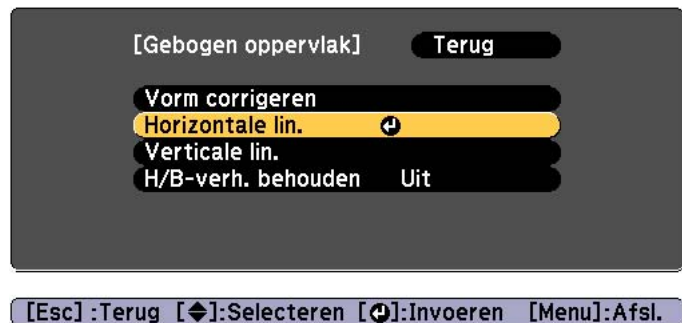 [Gebogen oppervlak] Terug
Vorm corrigeren
Horizontale lin.
Verticale lin.
H/B-verh. behouden Uit
[Esc] :Terug [◆]:Selecteren [↵]:Invoeren [Menu]:Afsl.